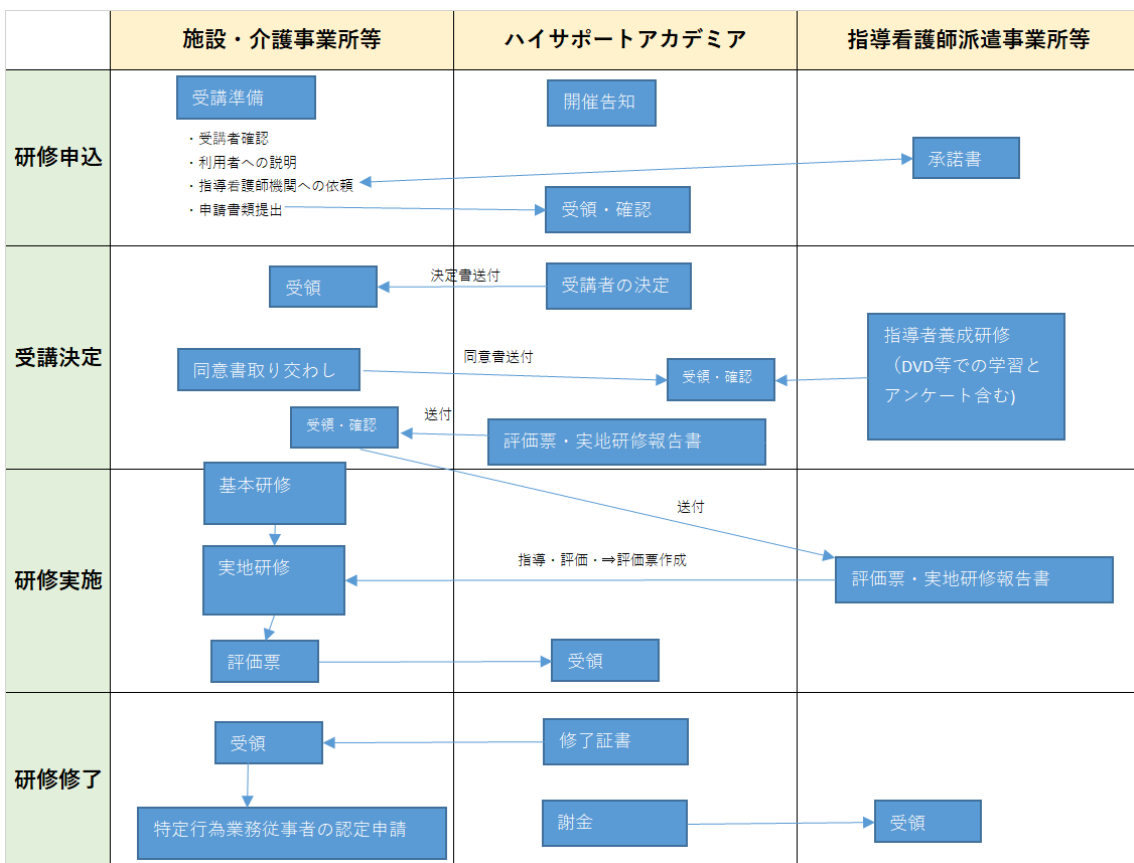 施設・介護事業所等
ハイサポートアカデミア
指導看護師派遣事業所等
研修申込
受講準備
・受講者確認
・利用者への説明
・指導看護師機関への依頼
・申請書類提出
開催告知
受領・確認
承諾書
受講決定
受領
決定書送付
受講者の決定
同意書取り交わし
同意書送付
受領・確認
指導者養成研修
（DVD等での学習と
アンケート含む)
受領・確認
送付
評価票・実地研修報告書
研修実施
基本研修
送付
実地研修
指導・評価・⇒評価票作成
評価票・実地研修報告書
評価票
受領
研修修了
受領
修了証書
特定行為業務従事者の認定申請
謝金
受領